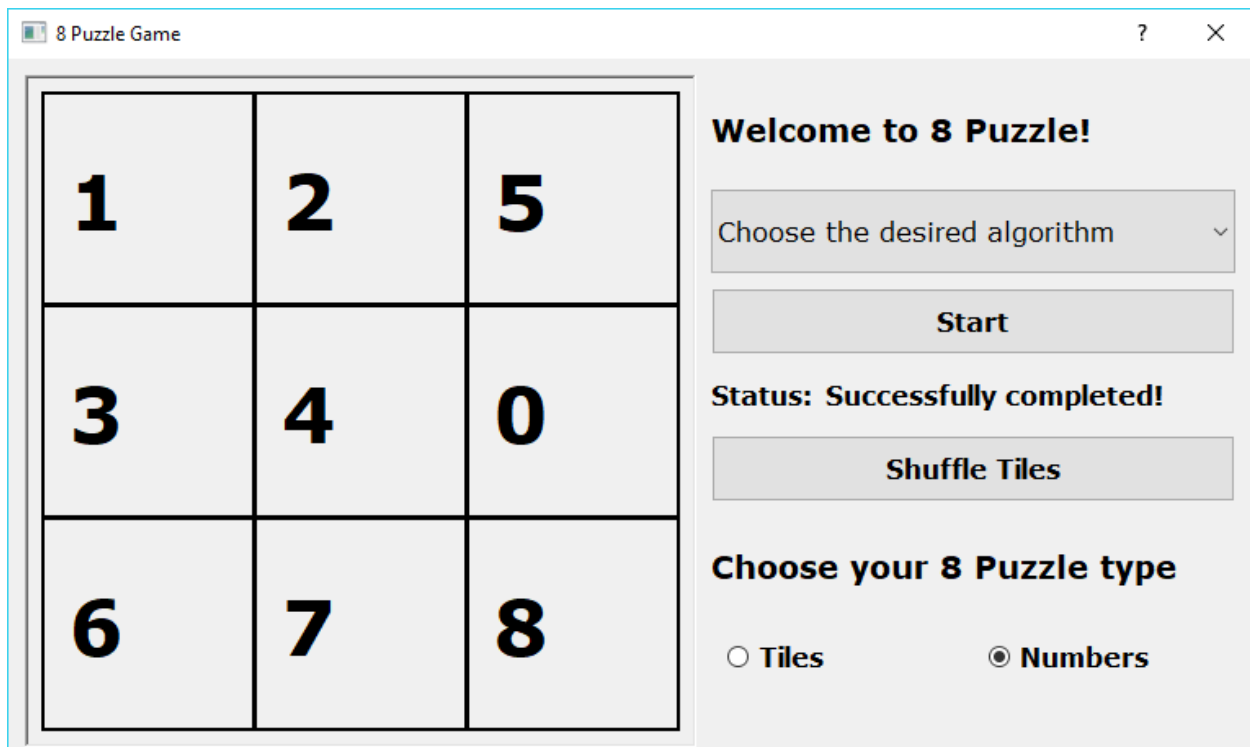 8 Puzzle Game
1 2 5
3 4 0
6 7 8
Welcome to 8 Puzzle!
Choose the desired algorithm
Start
Status: Successfully completed!
Shuffle Tiles
Choose your 8 Puzzle type
Tiles Numbers